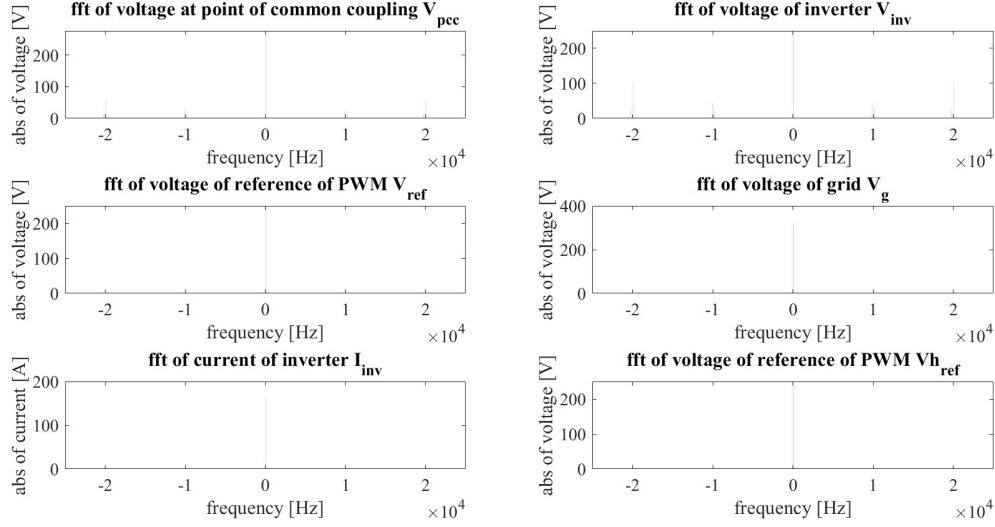 fft of voltage at point of common coupling V_pcc
abs of voltage [V]
200
100
0
-2 -1 0 1 2
frequency [Hz]
×10^4
fft of voltage of inverter V_inv
abs of voltage [V]
200
100
0
-2 -1 0 1 2
frequency [Hz]
×10^4
fft of voltage of reference of PWM V_ref
abs of voltage [V]
200
100
0
-2 -1 0 1 2
frequency [Hz]
×10^4
fft of voltage of grid V_g
abs of voltage [V]
400
200
0
-2 -1 0 1 2
frequency [Hz]
×10^4
fft of current of inverter I_inv
abs of current [A]
200
100
0
-2 -1 0 1 2
frequency [Hz]
×10^4
fft of voltage of reference of PWM Vh_ref
abs of voltage [V]
200
100
0
-2 -1 0 1 2
frequency [Hz]
×10^4